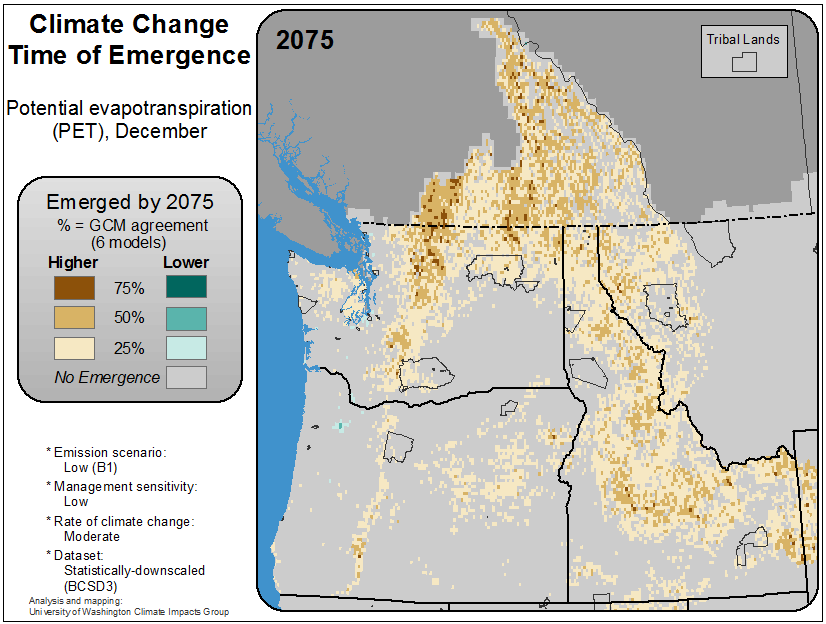 Climate Change
Time of Emergence
Potential evapotranspiration
(PET), December
Emerged by 2075
% = GCM agreement
(6 models)
Higher Lower
75%
50%
25%
No Emergence
* Emission scenario:
Low (B1)
* Management sensitivity:
Low
* Rate of climate change:
Moderate
* Dataset:
Statistically-downscaled
(BCSD3)
Analysis and mapping:
University of Washington Climate Impacts Group
2075
Tribal Lands